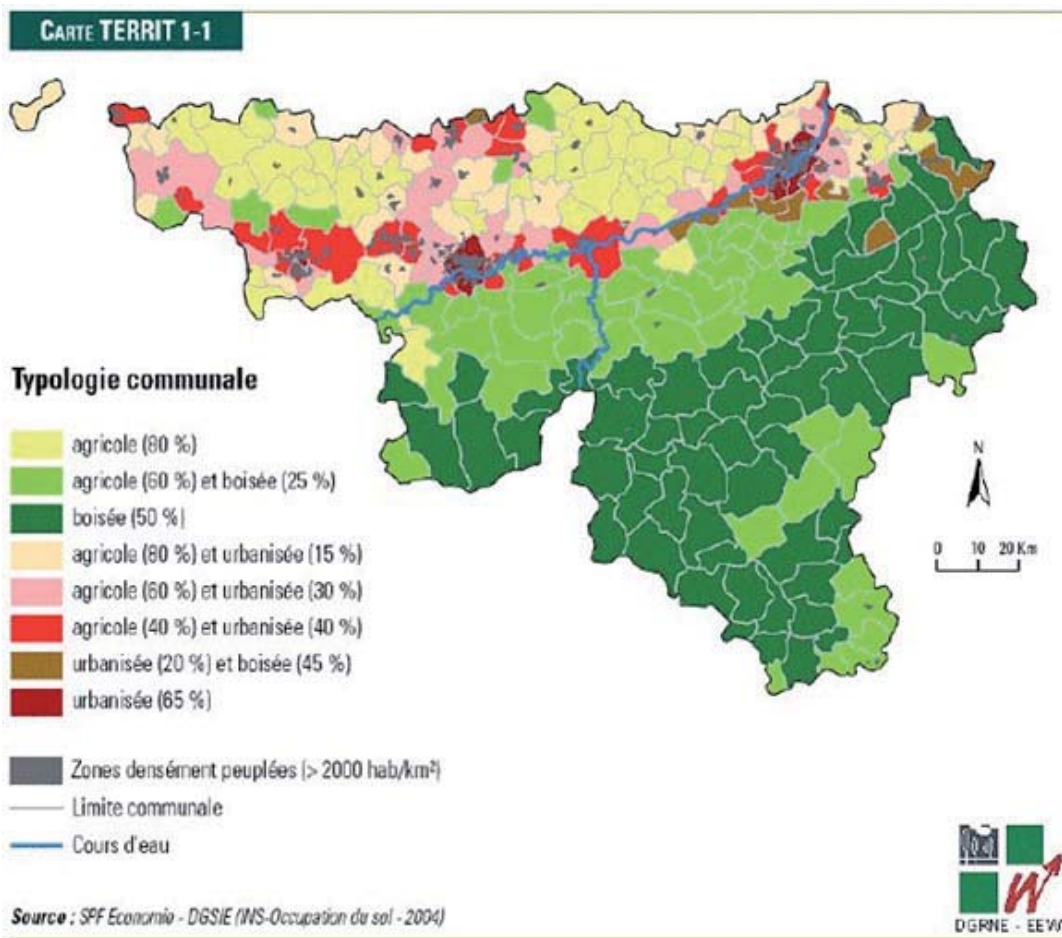 CARTE TERRIT 1-1
Typologie communale
agricole (80 %)
agricole (60 %) et boisée (25 %)
boisée (50 %)
agricole (80 %) et urbanisée (15 %)
agricole (60 %) et urbanisée (30 %)
agricole (40 %) et urbanisée (40 %)
urbanisée (20 %) et boisée (45 %)
urbanisée (65 %)
Zones densément peuplées (> 2000 hab/km²)
Limite communale
Cours d'eau
N
0 10 20 Km
Source : SPF Economie - DGSIE (INS-Occupation du sol - 2004)
DGRNE - EEW